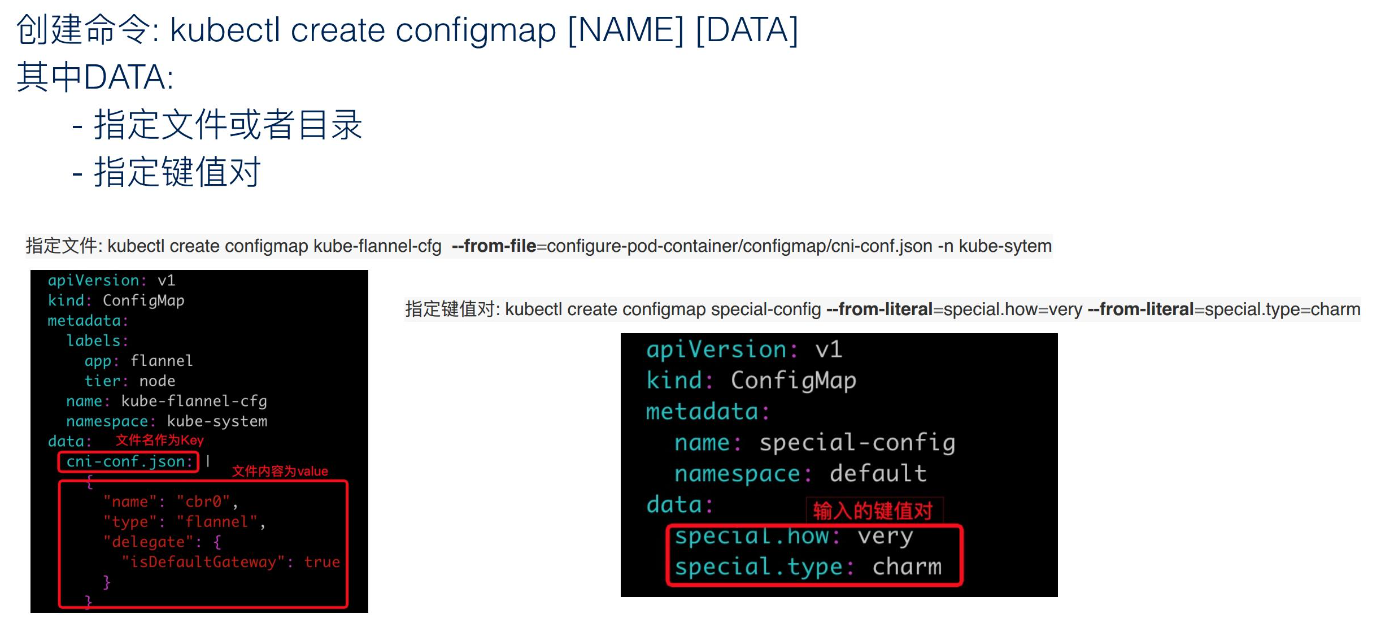 创建命令: kubectl create configmap [NAME] [DATA]
其中DATA:
- 指定文件或者目录
- 指定键值对
指定文件: kubectl create configmap kube-flannel-cfg --from-file=configure-pod-container/configmap/cni-conf.json -n kube-sytem
apiVersion: v1
kind: ConfigMap
metadata:
labels:
app: flannel
tier: node
name: kube-flannel-cfg
namespace: kube-system
data: 文件名作为Key
cni-conf.json: |
文件内容为value
{
"name": "cbr0",
"type": "flannel",
"delegate": {
"isDefaultGateway": true
}
}
指定键值对: kubectl create configmap special-config --from-literal=special.how=very --from-literal=special.type=charm
apiVersion: v1
kind: ConfigMap
metadata:
name: special-config
namespace: default
data:
输入的键值对
special.how: very
special.type: charm